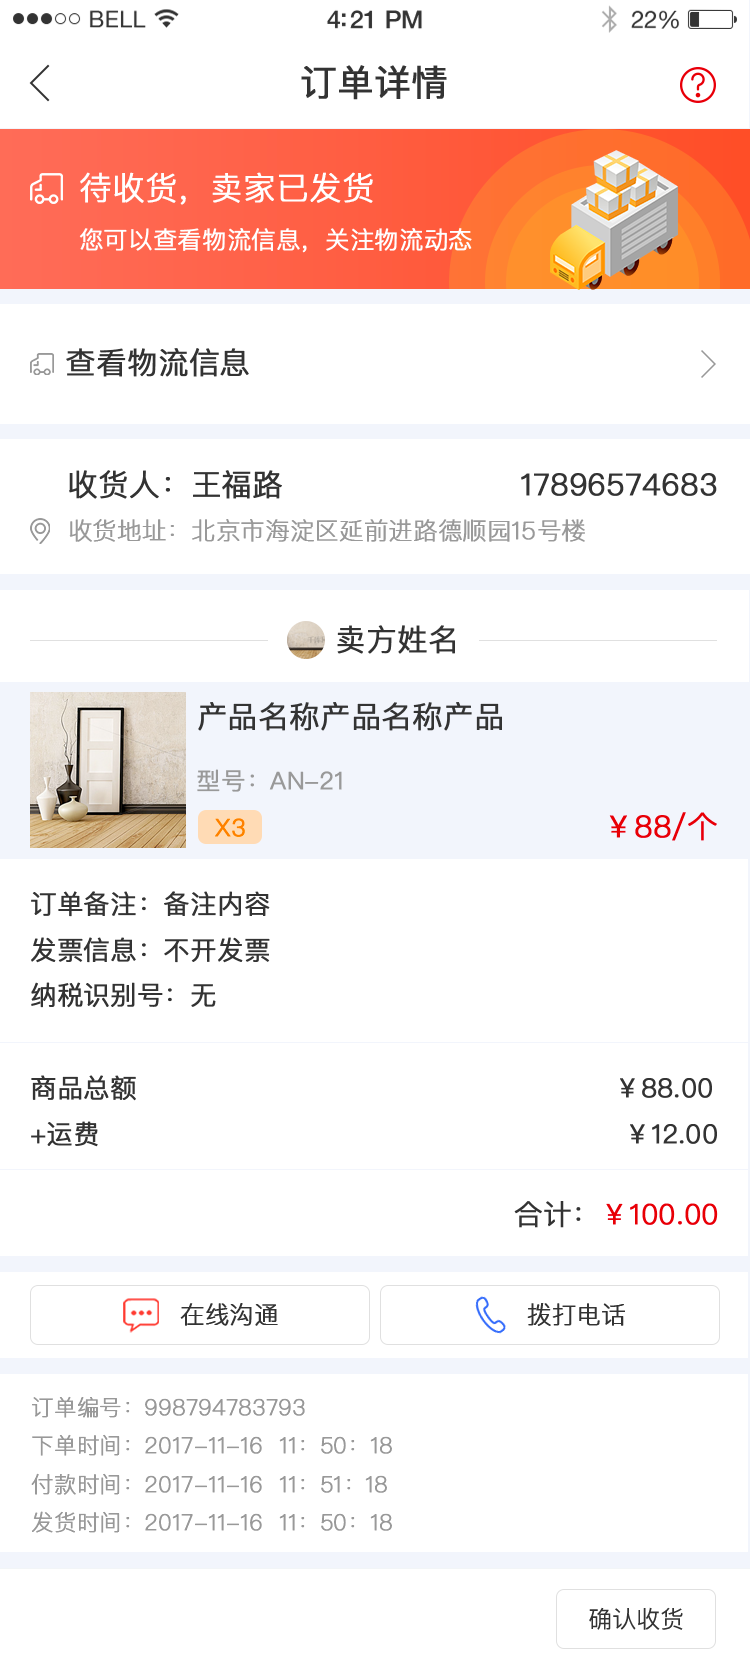 BELL 4:21 PM 22%
订单详情
待收货，卖家已发货
您可以查看物流信息，关注物流动态
查看物流信息
收货人：王福路 17896574683
收货地址：北京市海淀区延前进路德顺园15号楼
卖方姓名
产品名称产品名称产品
型号：AN-21
X3 ￥88/个
订单备注：备注内容
发票信息：不开发票
纳税识别号：无
商品总额 ￥88.00
+运费 ￥12.00
合计：￥100.00
在线沟通 拨打电话
订单编号：998794783793
下单时间：2017-11-16 11：50：18
付款时间：2017-11-16 11：51：18
发货时间：2017-11-16 11：50：18
确认收货